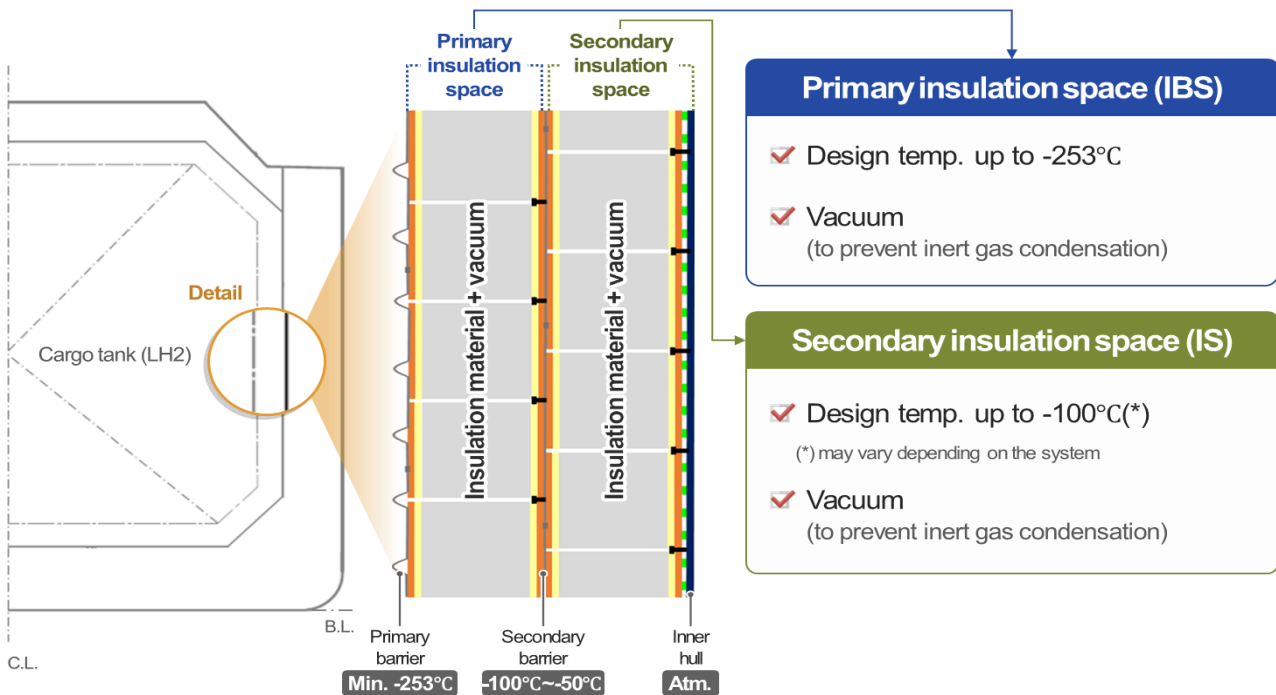 Primary
insulation
space
Secondary
insulation
space
Primary insulation space (IBS)
Design temp. up to -253℃
Vacuum
(to prevent inert gas condensation)
Secondary insulation space (IS)
Design temp. up to -100℃(*)
(*) may vary depending on the system
Vacuum
(to prevent inert gas condensation)
Detail
Cargo tank (LH2)
Insulation material + vacuum
Insulation material + vacuum
B.L.
C.L.
Primary
barrier
Min. -253℃
Secondary
barrier
-100℃~-50℃
Inner
hull
Atm.